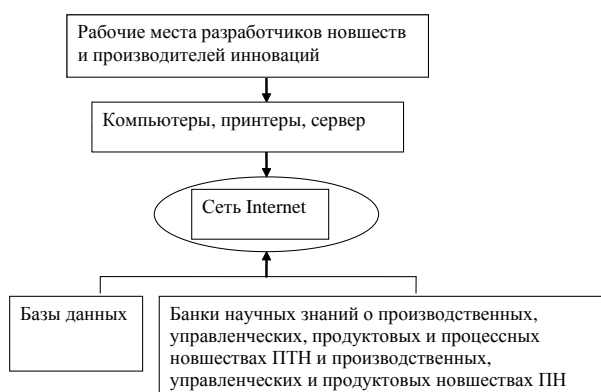 Рабочие места разработчиков новшеств
и производителей инноваций
Компьютеры, принтеры, сервер
Сеть Internet
Базы данных
Банки научных знаний о производственных,
управленческих, продуктовых и процессных
новшествах ПТН и производственных,
управленческих и продуктовых новшествах ПН